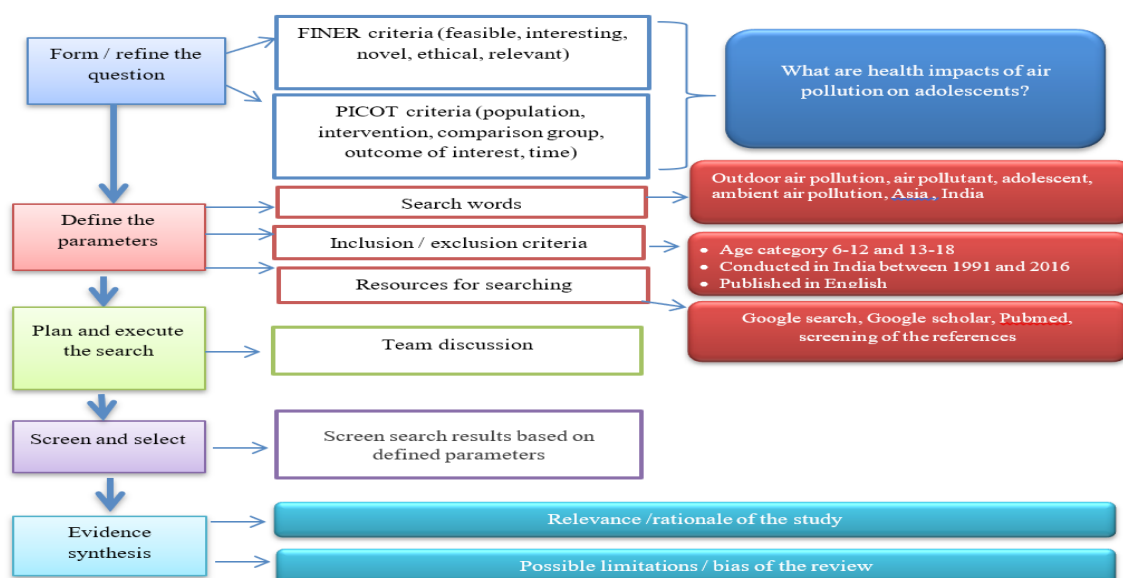 Form / refine the
question
FINER criteria (feasible, interesting,
novel, ethical, relevant)
PICOT criteria (population,
intervention, comparison group,
outcome of interest, time)
What are health impacts of air
pollution on adolescents?
Define the
parameters
Search words
Outdoor air pollution, air pollutant, adolescent,
ambient air pollution, Asia , India
Inclusion / exclusion criteria
• Age category 6-12 and 13-18
• Conducted in India between 1991 and 2016
• Published in English
Resources for searching
Google search, Google scholar, Pubmed,
screening of the references
Plan and execute
the search
Team discussion
Screen and select
Screen search results based on
defined parameters
Evidence
synthesis
Relevance /rationale of the study
Possible limitations / bias of the review